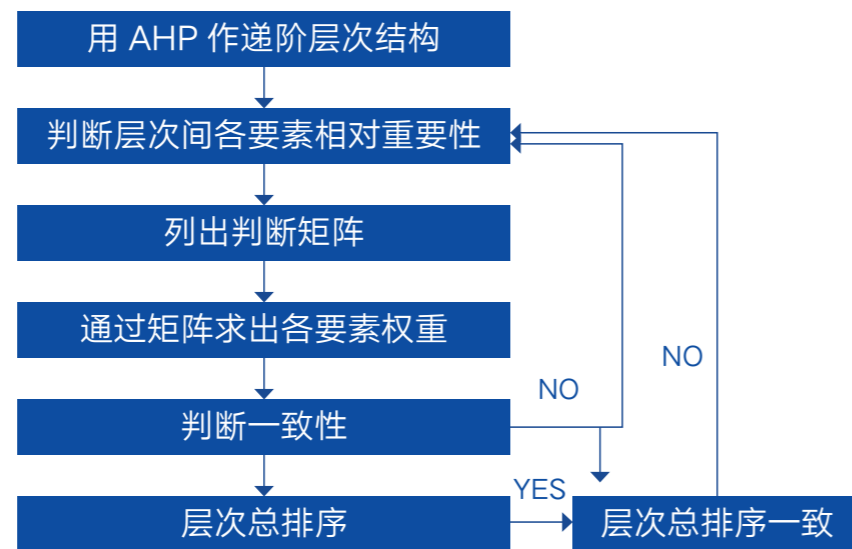 用 AHP 作递阶层次结构
判断层次间各要素相对重要性
列出判断矩阵
通过矩阵求出各要素权重
NO
NO
判断一致性
YES
层次总排序
层次总排序一致